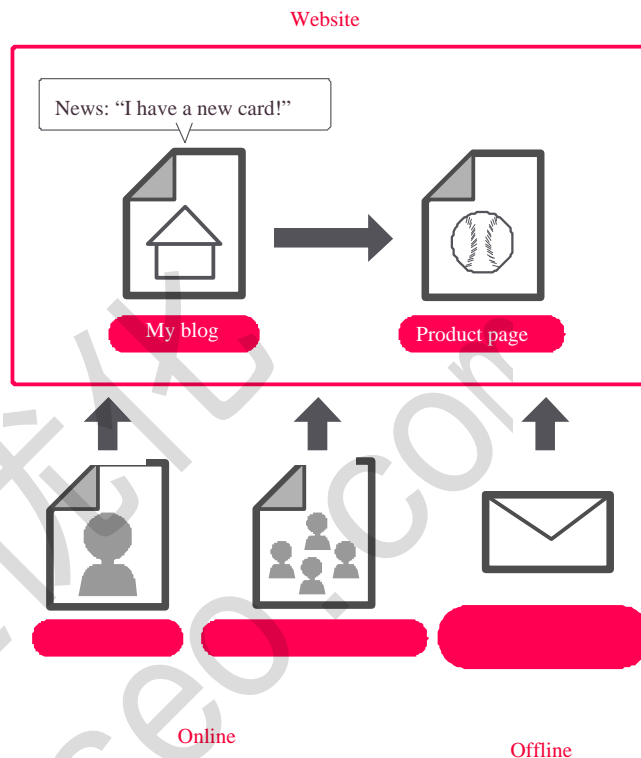 Website
News: “I have a new card!”
My blog
Product page
Online
Offline